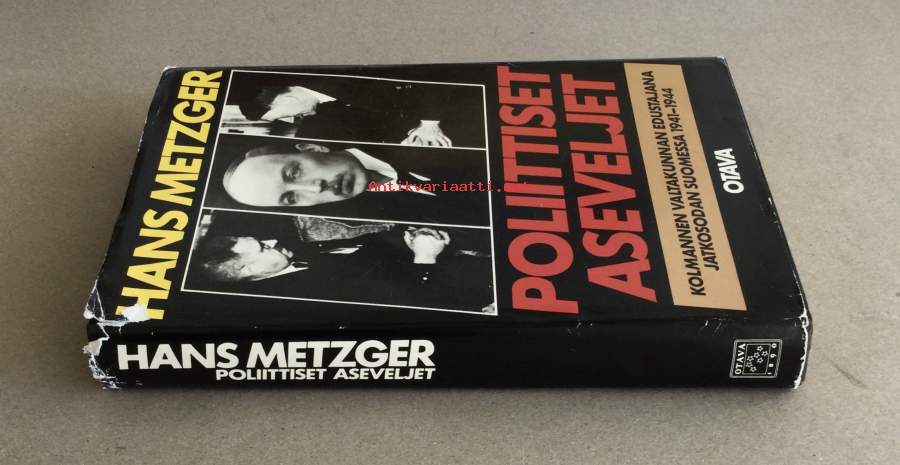 HANS METZGER
POLIITTISET
ASEVELJET
KOLMANNEN VALTAKUNNAN EDUSTAJANA
JATKOSODAN SUOMESSA 1941–1944
OTAVA
Antikvariaatti.net
HANS METZGER
POLIITTISET ASEVELJET
OTAVA
1890